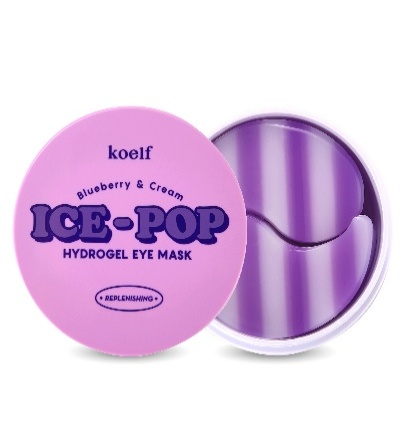 koelf
Blueberry & Cream
ICE-POP
HYDROGEL EYE MASK
• REPLENISHING •